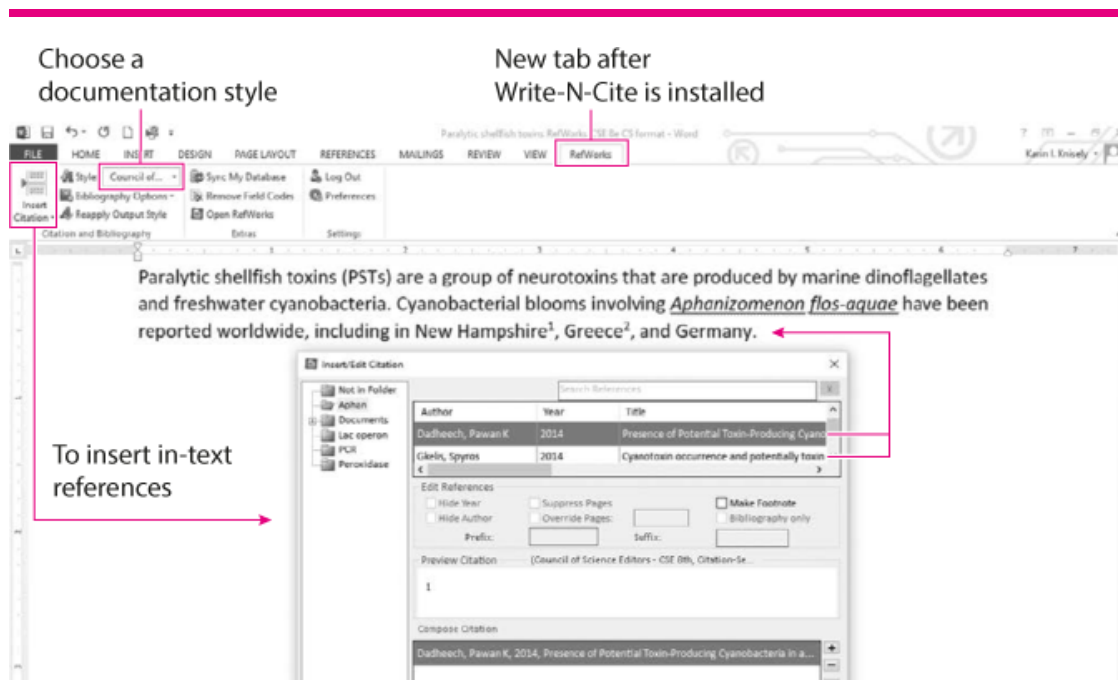 Choose a
documentation style
New tab after
Write-N-Cite is installed
Paralytic shellfish toxins RefWorks CSE 8e CS format - Word
FILE HOME INSERT DESIGN PAGE LAYOUT REFERENCES MAILINGS REVIEW VIEW RefWorks Karin I. Knisely
Style Council of... Sync My Database Log Out
Bibliography Options Remove Field Codes Preferences
Insert
Citation Reapply Output Style Open RefWorks
Citation and Bibliography Extras Settings
1 2 3 4 5 6 7
Paralytic shellfish toxins (PSTs) are a group of neurotoxins that are produced by marine dinoflagellates
and freshwater cyanobacteria. Cyanobacterial blooms involving Aphanizomenon flos-aquae have been
reported worldwide, including in New Hampshire¹, Greece², and Germany.
Insert/Edit Citation
Not in Folder
Aphan
Documents
Lac operon
PCR
Peroxidase
Search References
Author Year Title
Dadheech, Pawan K 2014 Presence of Potential Toxin-Producing Cyano
Gkelis, Spyros 2014 Cyanotoxin occurrence and potentially toxin
To insert in-text
references
Edit References
Hide Year Suppress Pages Make Footnote
Hide Author Override Pages: Bibliography only
Prefix: Suffix:
Preview Citation (Council of Science Editors - CSE 8th, Citation-Se...
1
Compose Citation
Dadheech, Pawan K, 2014, Presence of Potential Toxin-Producing Cyanobacteria in a...